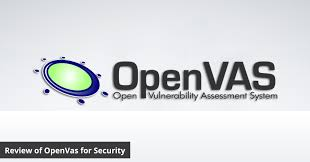 OpenVAS
Open Vulnerability Assessment System
Review of OpenVas for Security